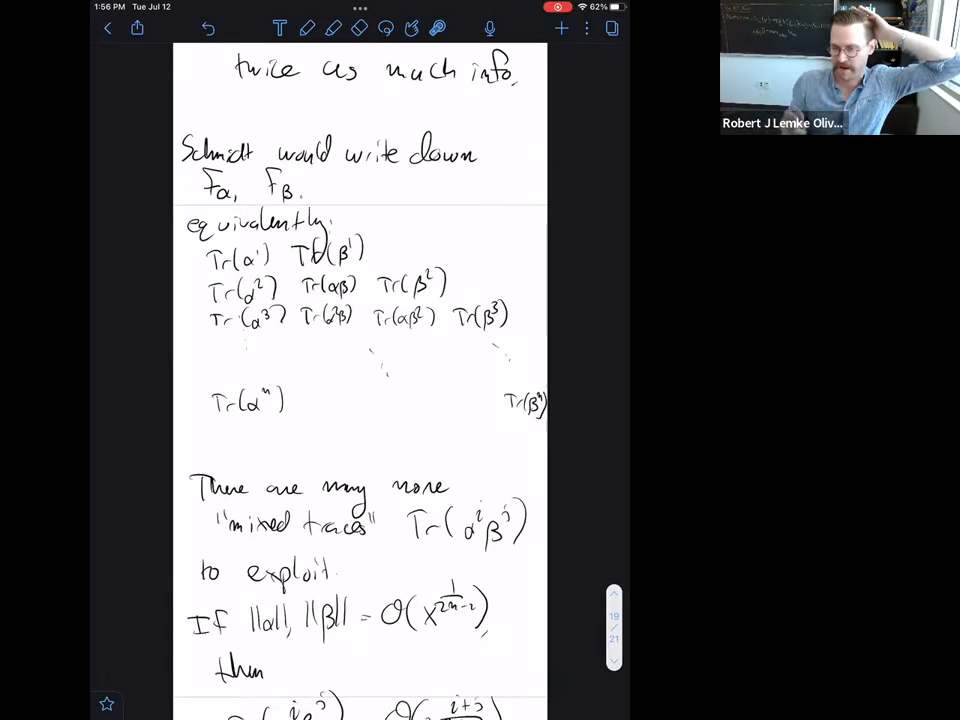 1:56 PM Tue Jul 12
62%
twice as much info.
Schmidt would write down
Fα, Fβ.
equivalently:
Tr(α¹) Tr(β¹)
Tr(α²) Tr(αβ) Tr(β²)
Tr(α³) Tr(α²β) Tr(αβ²) Tr(β³)
Tr(αⁿ) Tr(βⁿ)
There are many more
"mixed traces" Tr(αⁱβʲ)
to exploit.
If ||α||, ||β|| = O(X^{1/(2n-2)}),
then
19
/
21
Robert J Lemke Oliv...